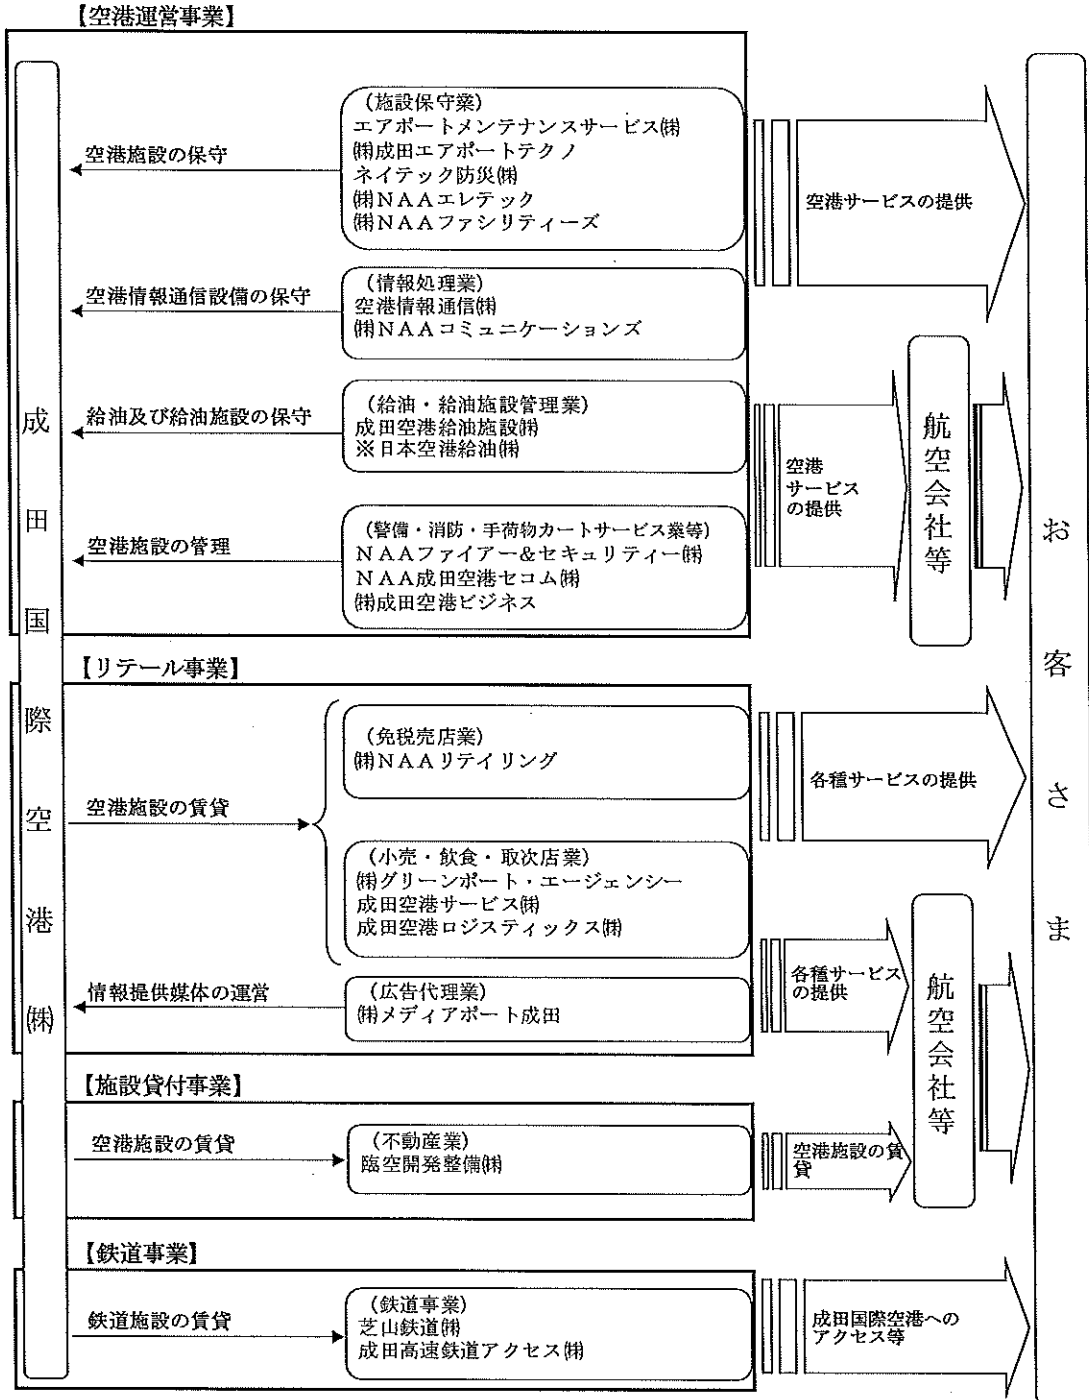 【空港運営事業】
空港施設の保守
(施設保守業)
エアポートメンテナンスサービス㈱
㈱成田エアポートテクノ
ネイテック防災㈱
㈱NAAエレテック
㈱NAAファシリティーズ
空港サービスの提供
空港情報通信設備の保守
(情報処理業)
空港情報通信㈱
㈱NAAコミュニケーションズ
給油及び給油施設の保守
(給油・給油施設管理業)
成田空港給油施設㈱
※日本空港給油㈱
空港
サービス
の提供
航空会社等
空港施設の管理
(警備・消防・手荷物カートサービス業等)
NAAファイアー&セキュリティー㈱
NAA成田空港セコム㈱
㈱成田空港ビジネス
成田国際空港㈱
お客さま
【リテール事業】
空港施設の賃貸
(免税売店業)
㈱NAAリテイリング
各種サービスの提供
(小売・飲食・取次店業)
㈱グリーンポート・エージェンシー
成田空港サービス㈱
成田空港ロジスティックス㈱
情報提供媒体の運営
(広告代理業)
㈱メディアポート成田
各種サービス
の提供
航空会社等
【施設貸付事業】
空港施設の賃貸
(不動産業)
臨空開発整備㈱
空港施設の賃
貸
【鉄道事業】
鉄道施設の賃貸
(鉄道事業)
芝山鉄道㈱
成田高速鉄道アクセス㈱
成田国際空港への
アクセス等